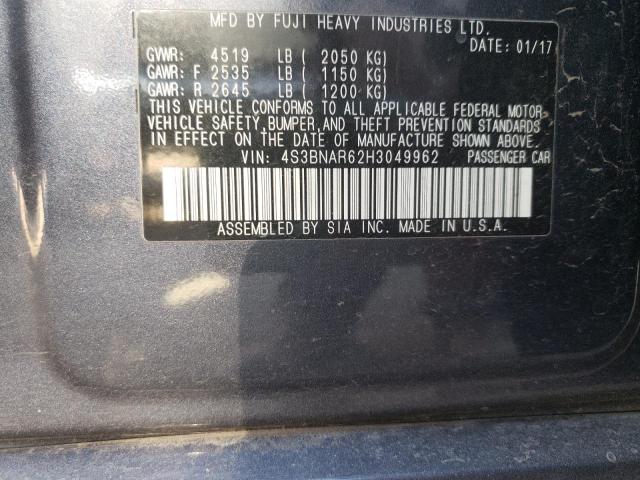 MFD BY FUJI HEAVY INDUSTRIES LTD.
DATE: 01/17
GVWR: 4519 LB ( 2050 KG)
GAWR: F 2535 LB ( 1150 KG)
GAWR: R 2645 LB ( 1200 KG)
THIS VEHICLE CONFORMS TO ALL APPLICABLE FEDERAL MOTOR
VEHICLE SAFETY, BUMPER, AND THEFT PREVENTION STANDARDS
IN EFFECT ON THE DATE OF MANUFACTURE SHOWN ABOVE.
VIN: 4S3BNAR62H3049962 PASSENGER CAR
ASSEMBLED BY SIA INC. MADE IN U.S.A.